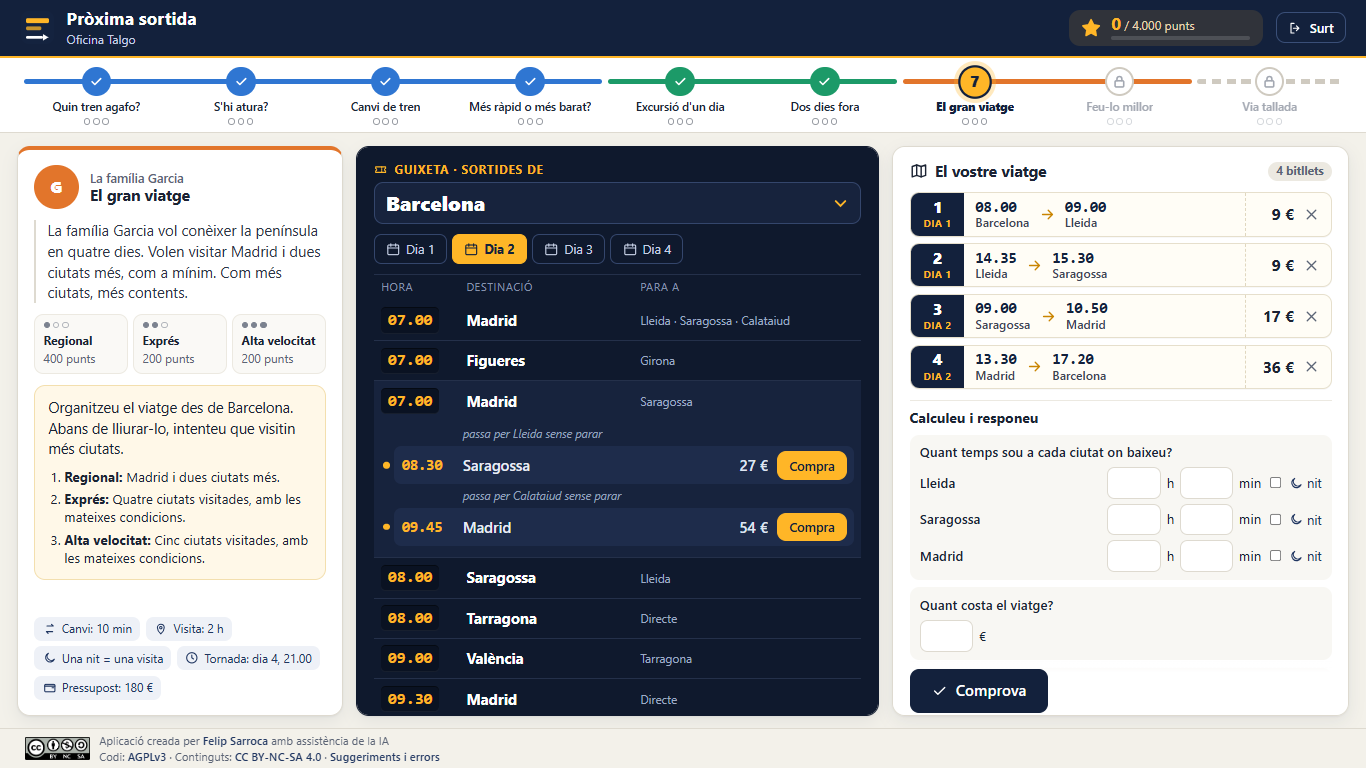 Pròxima sortida
Oficina Talgo
0 / 4.000 punts
Surt
Quin tren agafo?
S'hi atura?
Canvi de tren
Més ràpid o més barat?
Excursió d'un dia
Dos dies fora
7
El gran viatge
Feu-lo millor
Via tallada
G
La família Garcia
El gran viatge
La família Garcia vol conèixer la península
en quatre dies. Volen visitar Madrid i dues
ciutats més, com a mínim. Com més
ciutats, més contents.
Regional
400 punts
Exprés
200 punts
Alta velocitat
200 punts
Organitzeu el viatge des de Barcelona.
Abans de lliurar-lo, intenteu que visitin
més ciutats.
1. Regional: Madrid i dues ciutats més.
2. Exprés: Quatre ciutats visitades, amb les
mateixes condicions.
3. Alta velocitat: Cinc ciutats visitades, amb
les mateixes condicions.
Canvi: 10 min
Visita: 2 h
Una nit = una visita
Tornada: dia 4, 21.00
Pressupost: 180 €
GUIXETA · SORTIDES DE
Barcelona
Dia 1
Dia 2
Dia 3
Dia 4
HORA DESTINACIÓ PARA A
07.00 Madrid Lleida · Saragossa · Calataiud
07.00 Figueres Girona
07.00 Madrid Saragossa
passa per Lleida sense parar
08.30 Saragossa 27 € Compra
passa per Calataiud sense parar
09.45 Madrid 54 € Compra
08.00 Saragossa Lleida
08.00 Tarragona Directe
09.00 València Tarragona
09.30 Madrid Directe
El vostre viatge
4 bitllets
1 DIA 1 08.00 Barcelona → 09.00 Lleida 9 €
2 DIA 1 14.35 Lleida → 15.30 Saragossa 9 €
3 DIA 2 09.00 Saragossa → 10.50 Madrid 17 €
4 DIA 2 13.30 Madrid → 17.20 Barcelona 36 €
Calculeu i responeu
Quant temps sou a cada ciutat on baixeu?
Lleida h min nit
Saragossa h min nit
Madrid h min nit
Quant costa el viatge?
€
Comprova
CC BY NC SA
Aplicació creada per Felip Sarroca amb assistència de la IA
Codi: AGPLv3 · Continguts: CC BY-NC-SA 4.0 · Suggeriments i errors